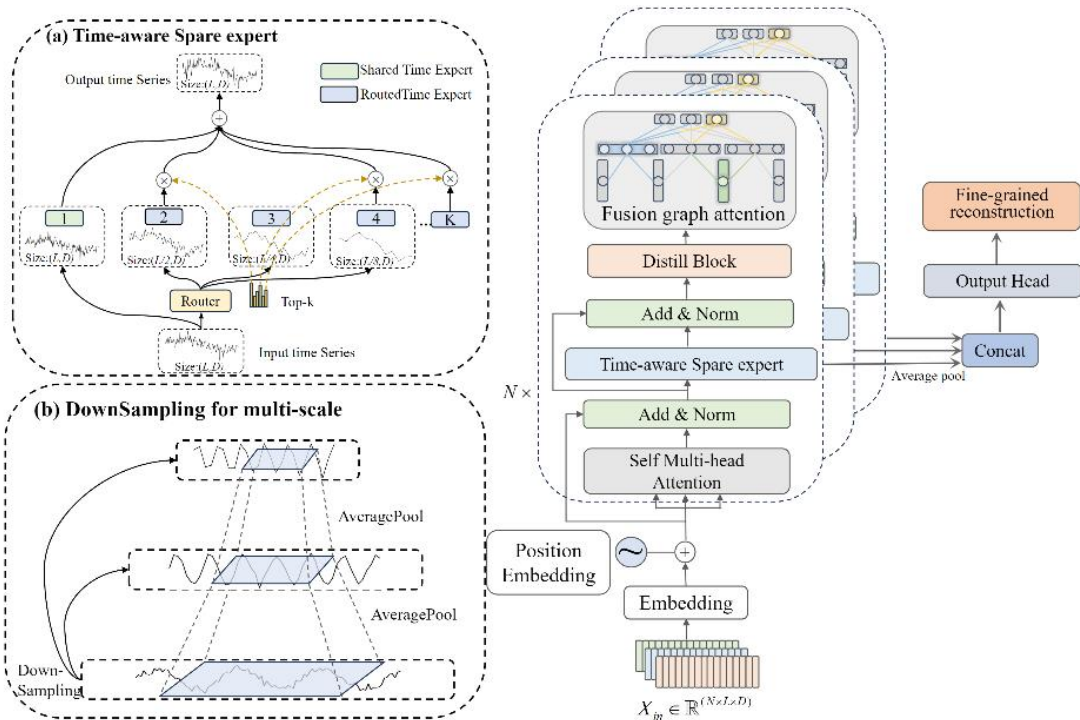 (a) Time-aware Spare expert
Output time Series
Size:(L,D)
Shared Time Expert
RoutedTime Expert
1
2
3
4
K
Size:(L,D)
Size:(L/2,D)
Size:(L/8,D)
Router
Top-k
Input time Series
Size:(L,D)
(b) DownSampling for multi-scale
AveragePool
AveragePool
Down-
Sampling
Fusion graph attention
Distill Block
Add & Norm
Time-aware Spare expert
N ×
Add & Norm
Self Multi-head
Attention
Position
Embedding
Embedding
X_in ∈ ℝ^(N×L×D)
Fine-grained
reconstruction
Output Head
Concat
Average pool